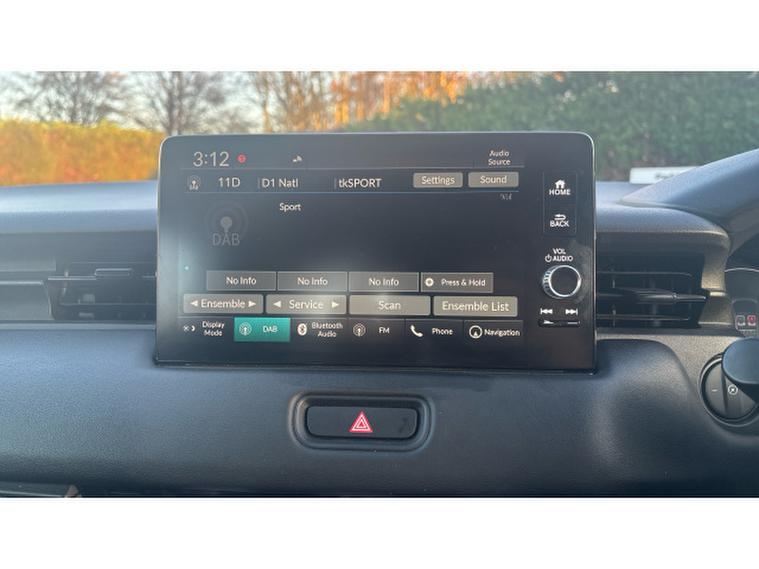 3:12
Audio
Source
11D D1 Natl tkSPORT Settings Sound
Sport
DAB
HOME
BACK
VOL
AUDIO
No Info No Info No Info Press & Hold
Ensemble Service Scan Ensemble List
Display
Mode
DAB
Bluetooth
Audio
FM
Phone
Navigation